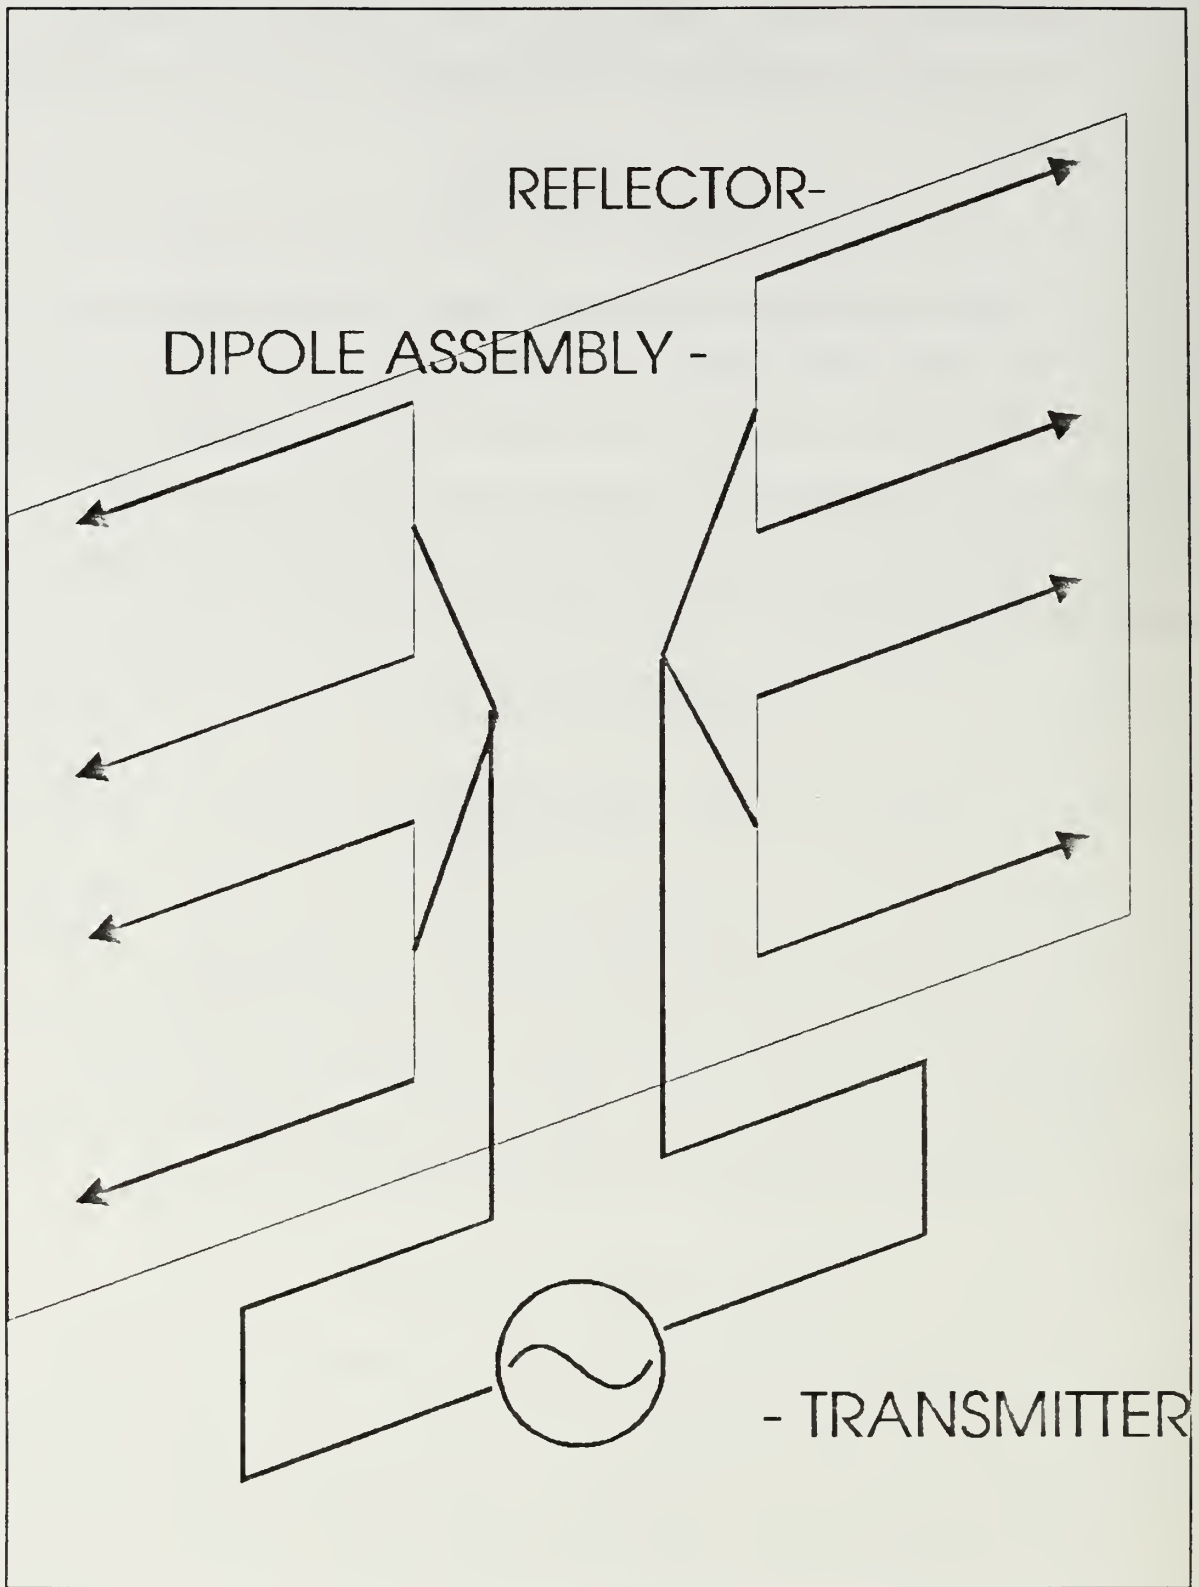 REFLECTOR-
DIPOLE ASSEMBLY -
- TRANSMITTER